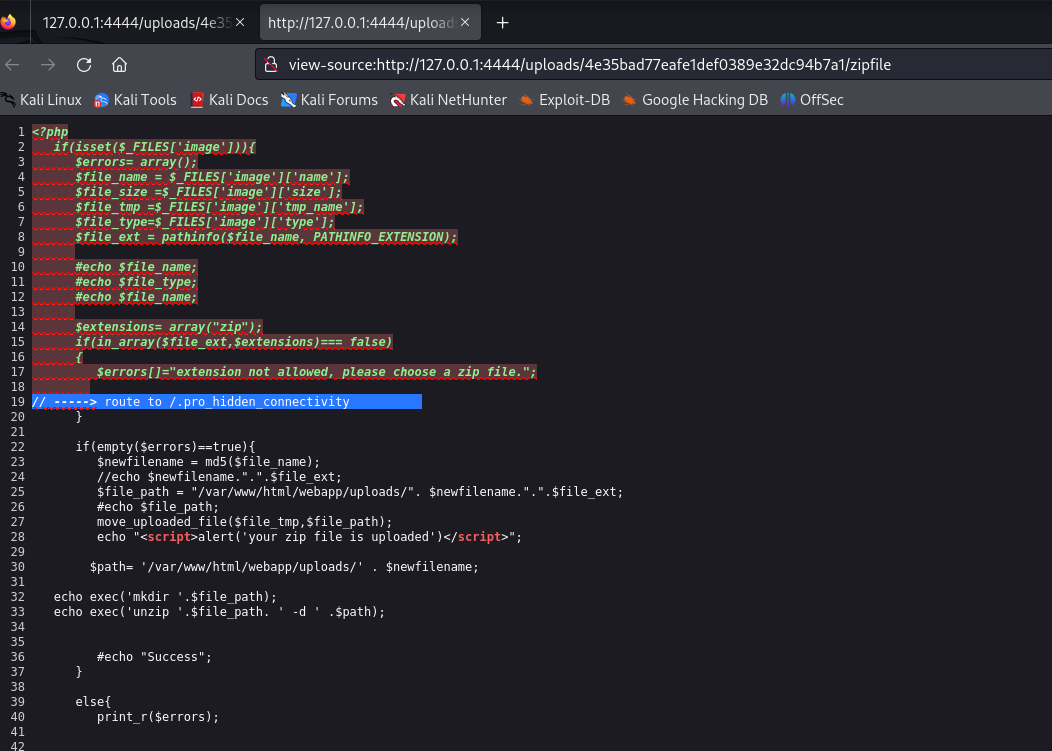 127.0.0.1:4444/uploads/4e35
http://127.0.0.1:4444/upload
view-source:http://127.0.0.1:4444/uploads/4e35bad77eafe1def0389e32dc94b7a1/zipfile
Kali Linux Kali Tools Kali Docs Kali Forums Kali NetHunter Exploit-DB Google Hacking DB OffSec
1 <?php
2 if(isset($_FILES['image'])){
3 $errors= array();
4 $file_name = $_FILES['image']['name'];
5 $file_size =$_FILES['image']['size'];
6 $file_tmp =$_FILES['image']['tmp_name'];
7 $file_type=$_FILES['image']['type'];
8 $file_ext = pathinfo($file_name, PATHINFO_EXTENSION);
9
10 #echo $file_name;
11 #echo $file_type;
12 #echo $file_name;
13
14 $extensions= array("zip");
15 if(in_array($file_ext,$extensions)=== false)
16 {
17 $errors[]="extension not allowed, please choose a zip file.";
18
19 // -----> route to /.pro_hidden_connectivity
20 }
21
22 if(empty($errors)==true){
23 $newfilename = md5($file_name);
24 //echo $newfilename.".".$file_ext;
25 $file_path = "/var/www/html/webapp/uploads/". $newfilename.".".$file_ext;
26 #echo $file_path;
27 move_uploaded_file($file_tmp,$file_path);
28 echo "<script>alert('your zip file is uploaded')</script>";
29
30 $path= '/var/www/html/webapp/uploads/' . $newfilename;
31
32 echo exec('mkdir '.$file_path);
33 echo exec('unzip '.$file_path. ' -d ' .$path);
34
35
36 #echo "Success";
37 }
38
39 else{
40 print_r($errors);
41
42